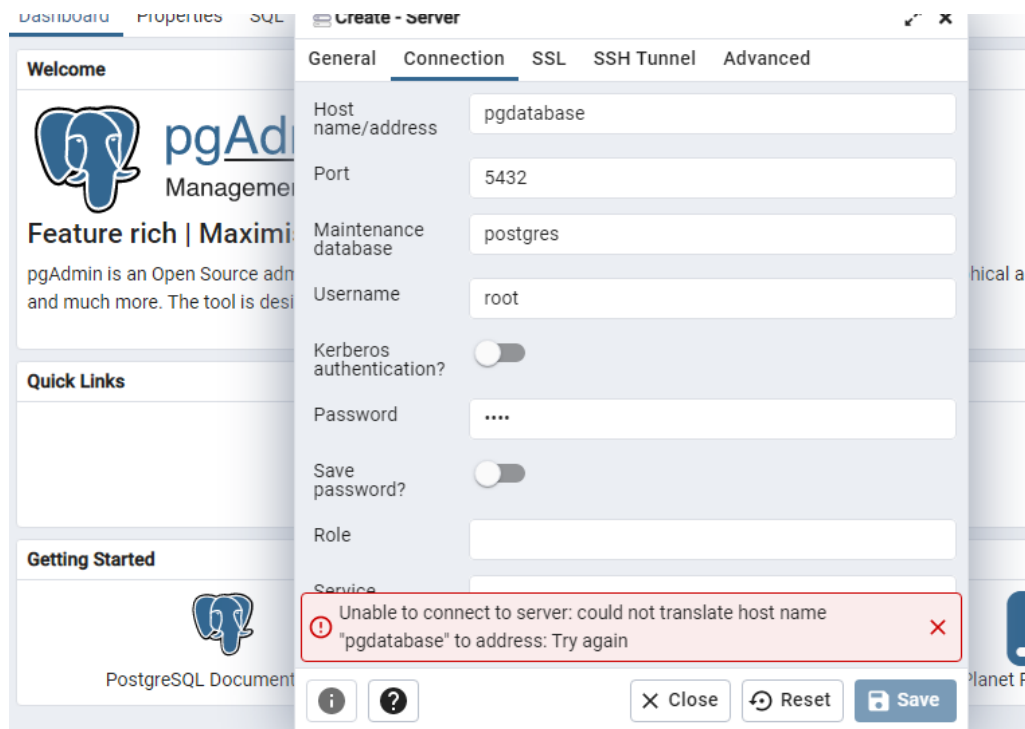 Dashboard Properties SQL
Create - Server
Welcome
General Connection SSL SSH Tunnel Advanced
pgAd
Manageme
Feature rich | Maximi
pgAdmin is an Open Source adm
hical a
and much more. The tool is desi
Host
name/address
pgdatabase
Port
5432
Maintenance
database
postgres
Username
root
Kerberos
authentication?
Password
••••
Save
password?
Role
Service
Quick Links
Getting Started
PostgreSQL Document
Planet P
Unable to connect to server: could not translate host name
"pgdatabase" to address: Try again
Close Reset Save